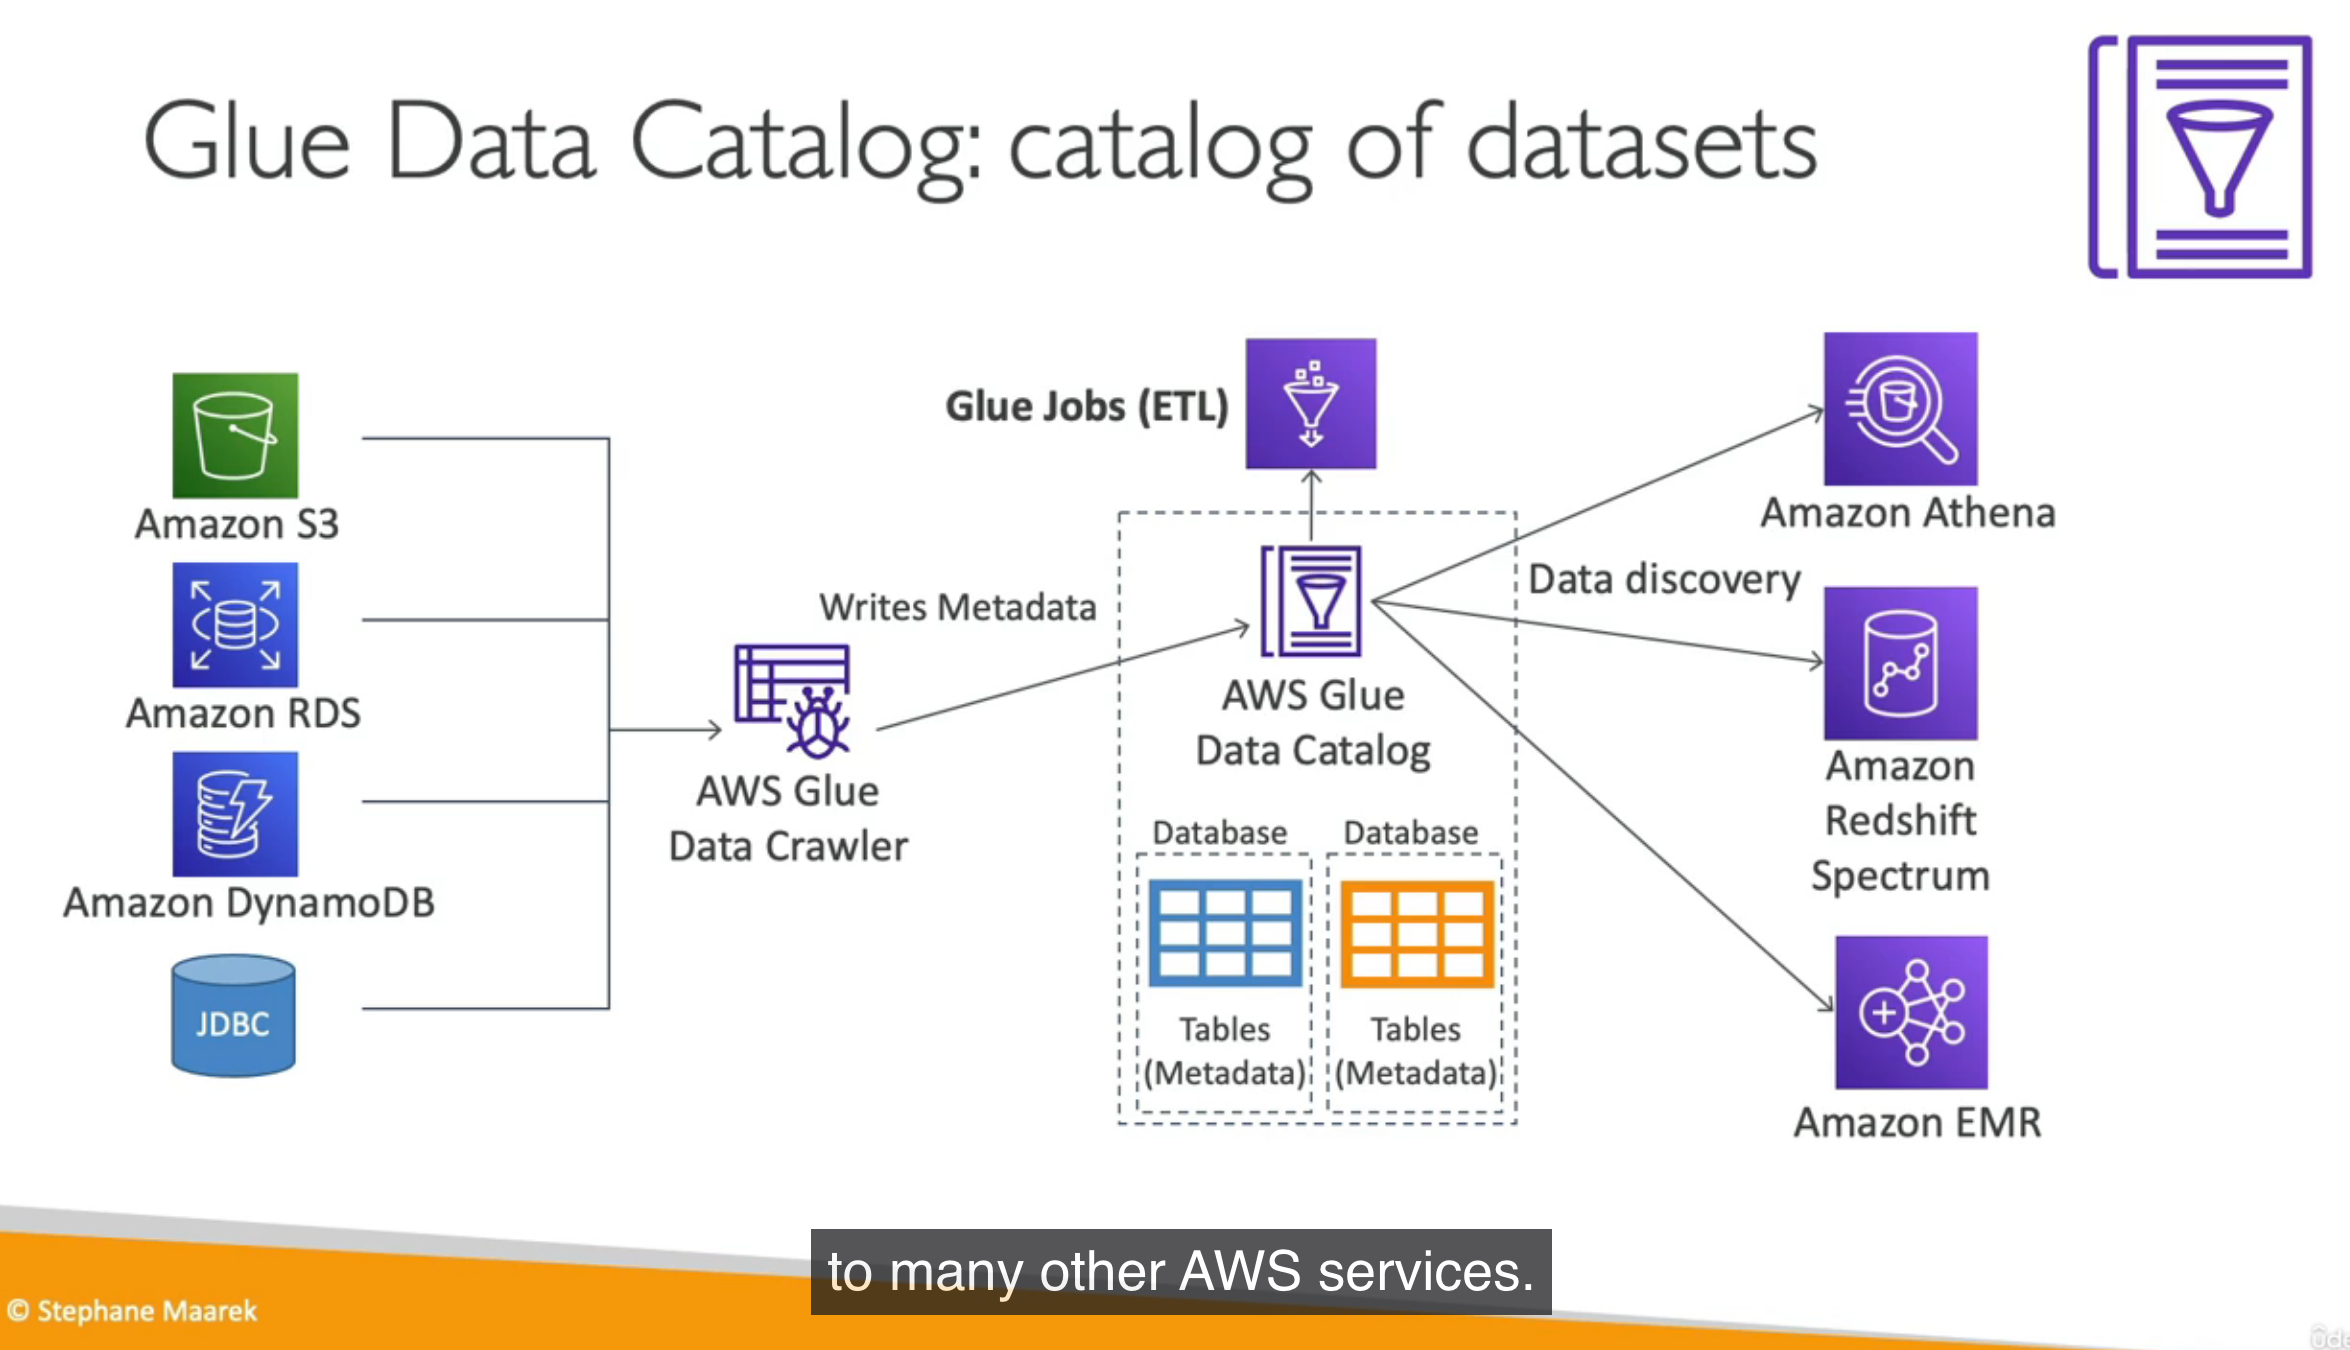 Glue Data Catalog: catalog of datasets
Glue Jobs (ETL)
Amazon S3
Amazon RDS
Amazon DynamoDB
JDBC
AWS Glue
Data Crawler
Writes Metadata
AWS Glue
Data Catalog
Database
Tables
(Metadata)
Database
Tables
(Metadata)
Data discovery
Amazon Athena
Amazon
Redshift
Spectrum
Amazon EMR
to many other AWS services.
© Stephane Maarek